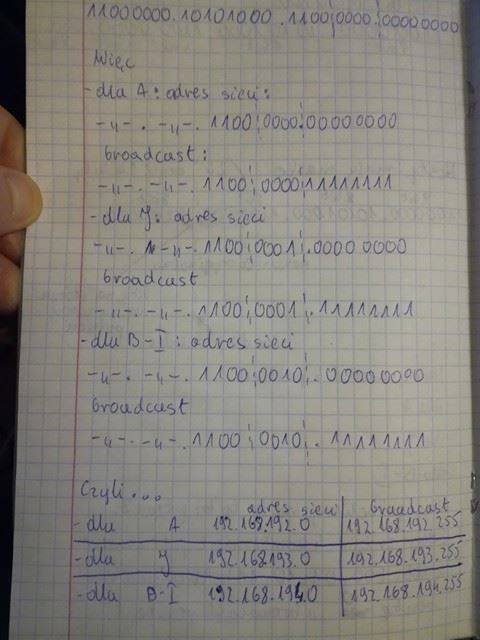 11000000.10101000.1100¦0000¦.00000000
Więc
- dla A: adres sieci:
-〃-. -〃-. 1100¦0000¦.00000000
broadcast:
-〃-. -〃-. 1100¦0000¦11111111
- dla J: adres sieci
-〃-. -〃-. 1100¦0001¦.00000000
broadcast
-〃-. -〃-. 1100¦0001¦.11111111
- dla B-I: adres sieci
-〃-. -〃-. 1100¦0010¦.00000000
broadcast
-〃-. -〃-. 1100¦0010¦.11111111
Czyli...
adres sieci broadcast
- dla A 192.168.192.0 192.168.192.255
- dla J 192.168.193.0 192.168.193.255
- dla B-I 192.168.194.0 192.168.194.255